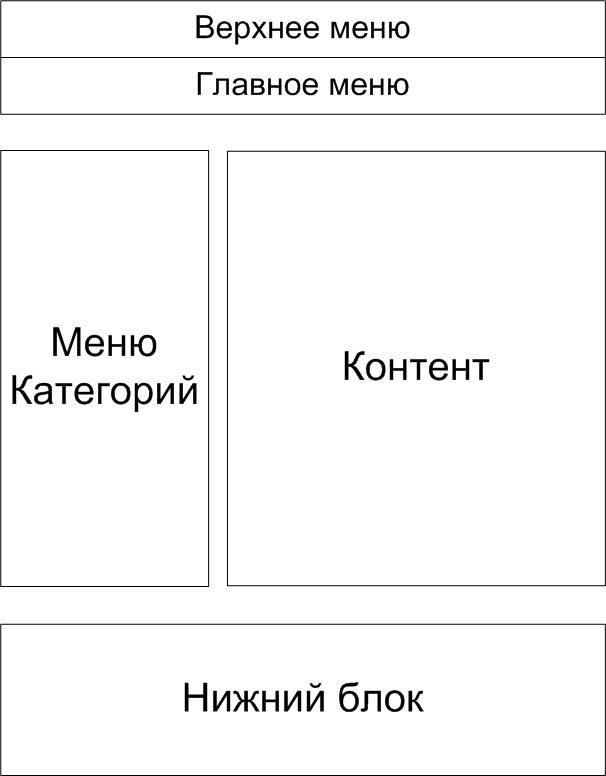 Верхнее меню
Главное меню
Меню
Категорий
Контент
Нижний блок